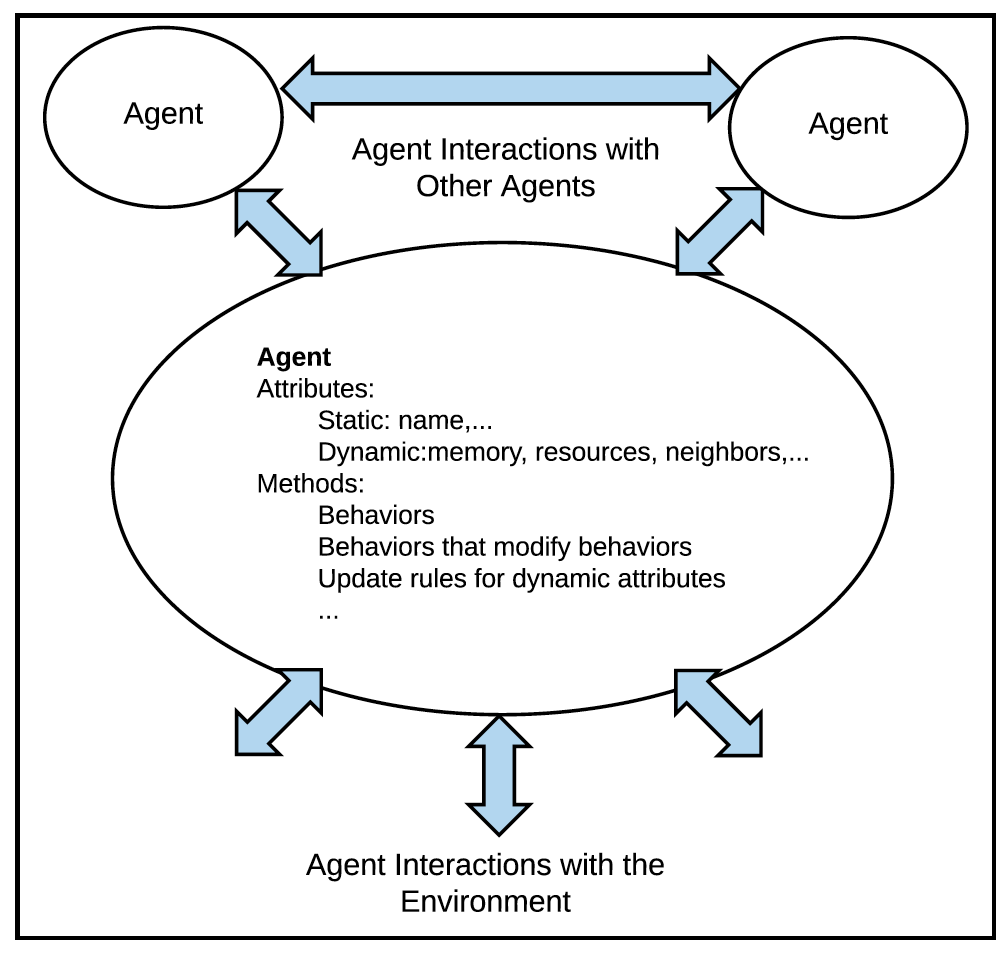 Agent
Agent
Agent Interactions with
Other Agents
Agent
Attributes:
Static: name,...
Dynamic:memory, resources, neighbors,...
Methods:
Behaviors
Behaviors that modify behaviors
Update rules for dynamic attributes
...
Agent Interactions with the
Environment